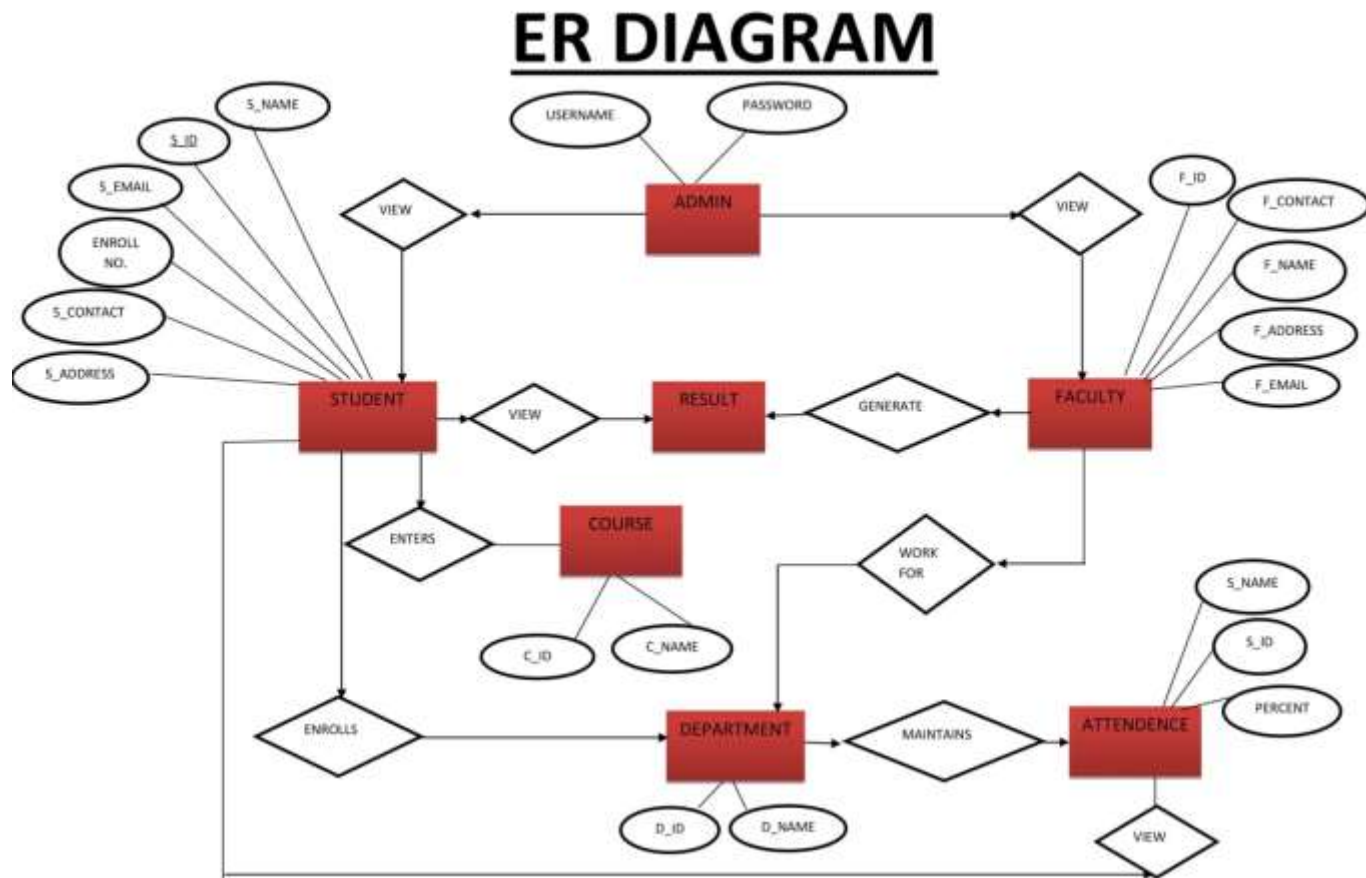 ER DIAGRAM
S_NAME
PASSWORD
USERNAME
S_ID
S_EMAIL
F_ID
F_CONTACT
VIEW
ADMIN
VIEW
ENROLL
NO.
F_NAME
S_CONTACT
F_ADDRESS
S_ADDRESS
F_EMAIL
STUDENT
VIEW
RESULT
GENERATE
FACULTY
COURSE
ENTERS
WORK
FOR
S_NAME
C_ID
C_NAME
S_ID
PERCENT
ENROLLS
DEPARTMENT
MAINTAINS
ATTENDENCE
D_ID
D_NAME
VIEW